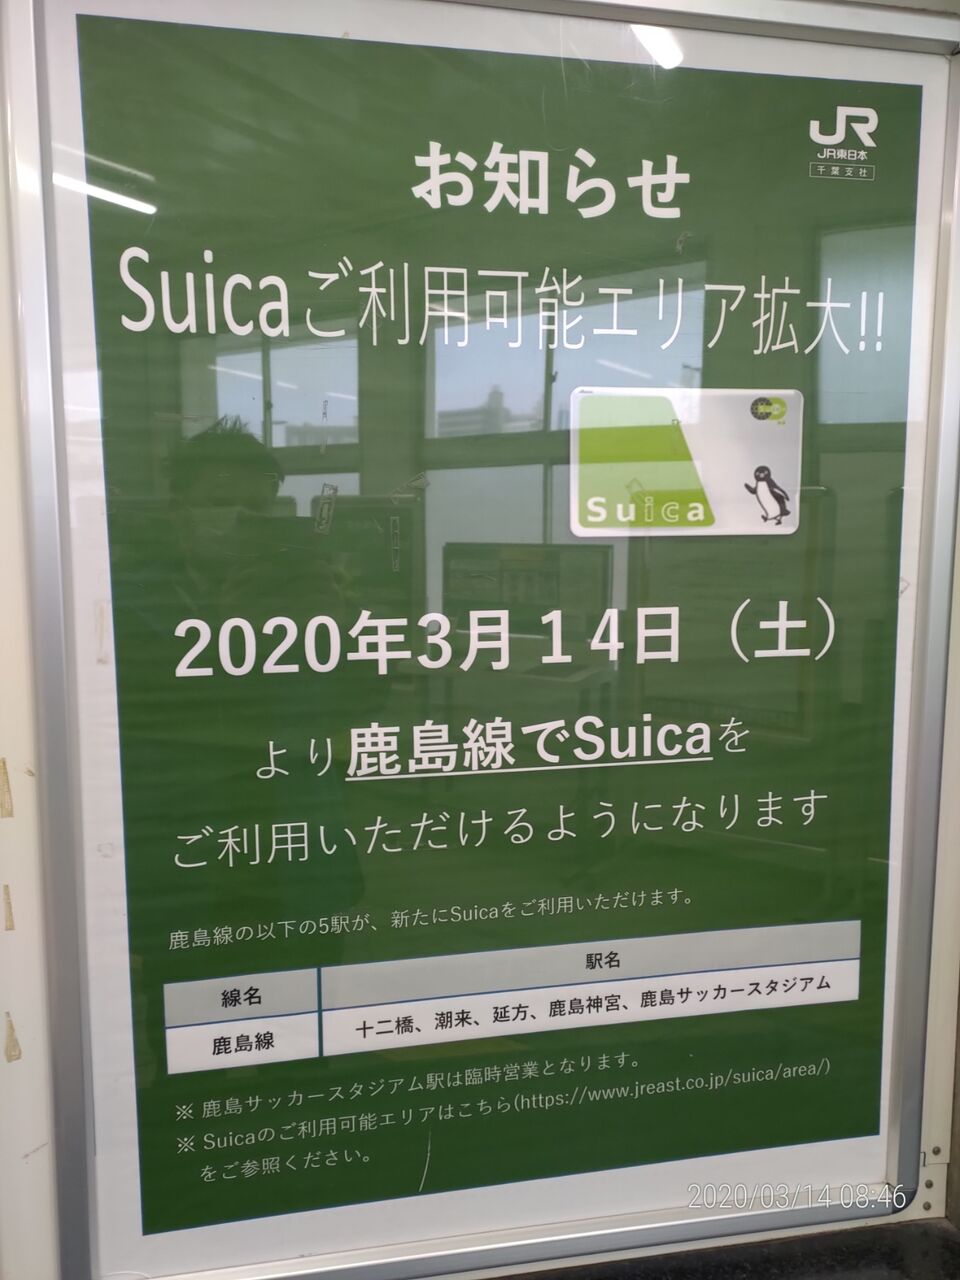 JR
JR東日本
千葉支社
お知らせ
Suicaご利用可能エリア拡大!!
Suica
2020年3月14日（土）
より鹿島線でSuicaを
ご利用いただけるようになります
鹿島線の以下の5駅が、新たにSuicaをご利用いただけます。
線名 駅名
鹿島線 十二橋、潮来、延方、鹿島神宮、鹿島サッカースタジアム
※ 鹿島サッカースタジアム駅は臨時営業となります。
※ Suicaのご利用可能エリアはこちら(https://www.jreast.co.jp/suica/area/)
をご参照ください。
2020/03/14 08:46